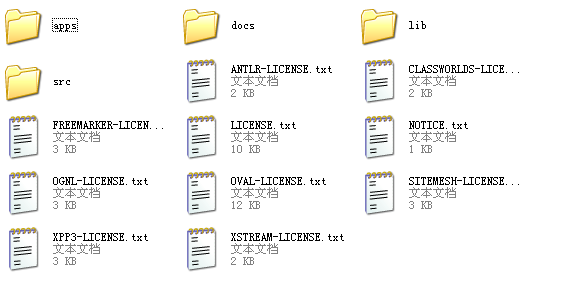 apps
docs
lib
src
ANTLR-LICENSE.txt
文本文档
2 KB
CLASSWORLDS-LICE...
文本文档
2 KB
FREEMARKER-LICEN...
文本文档
3 KB
LICENSE.txt
文本文档
10 KB
NOTICE.txt
文本文档
1 KB
OGNL-LICENSE.txt
文本文档
3 KB
OVAL-LICENSE.txt
文本文档
12 KB
SITEMESH-LICENSE...
文本文档
3 KB
XPP3-LICENSE.txt
文本文档
3 KB
XSTREAM-LICENSE.txt
文本文档
2 KB